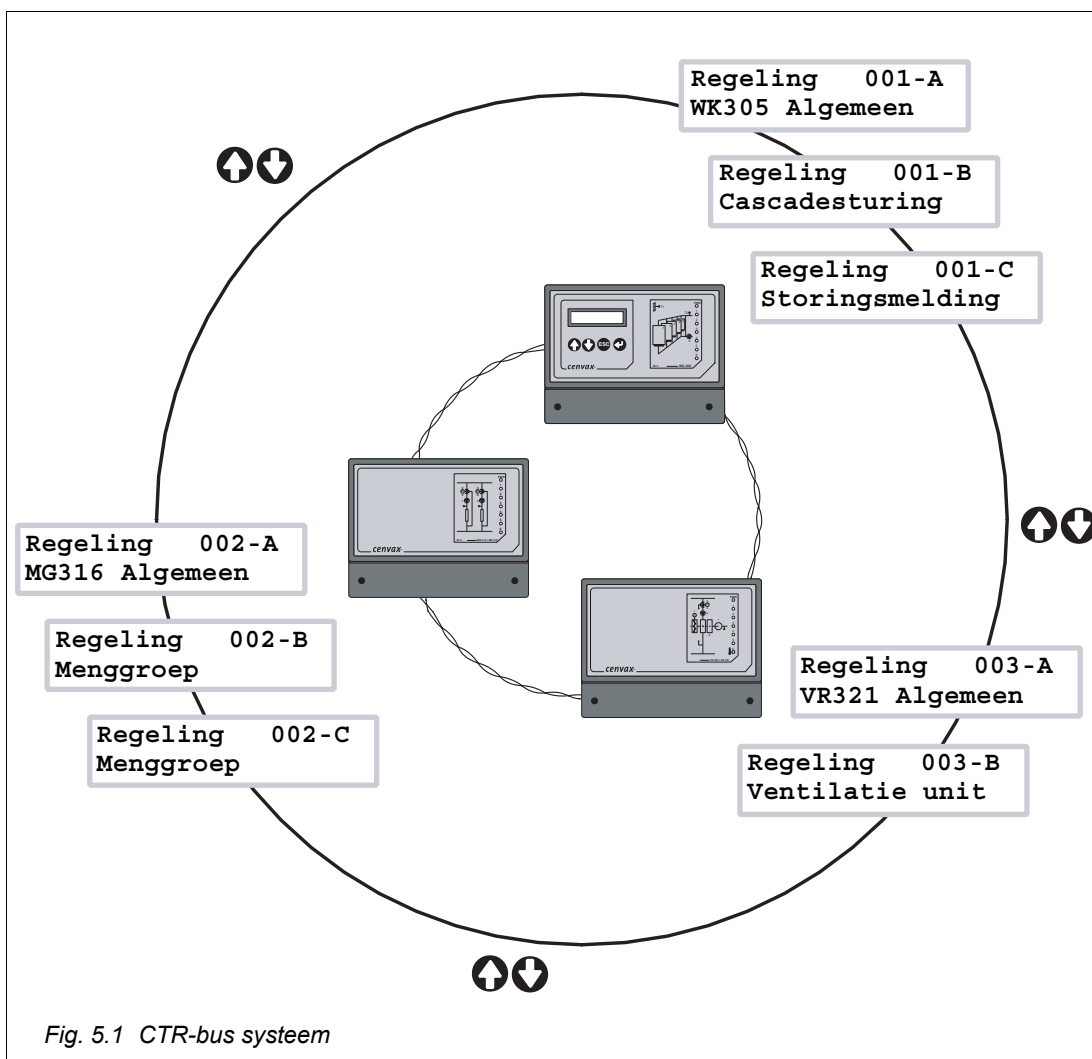 Regeling 001-A
WK305 Algemeen
Regeling 001-B
Cascadesturing
Regeling 001-C
Storingsmelding
ESC
cenvax
cenvax
cenvax
Regeling 002-A
MG316 Algemeen
Regeling 002-B
Menggroep
Regeling 002-C
Menggroep
Regeling 003-A
VR321 Algemeen
Regeling 003-B
Ventilatie unit
Fig. 5.1 CTR-bus systeem